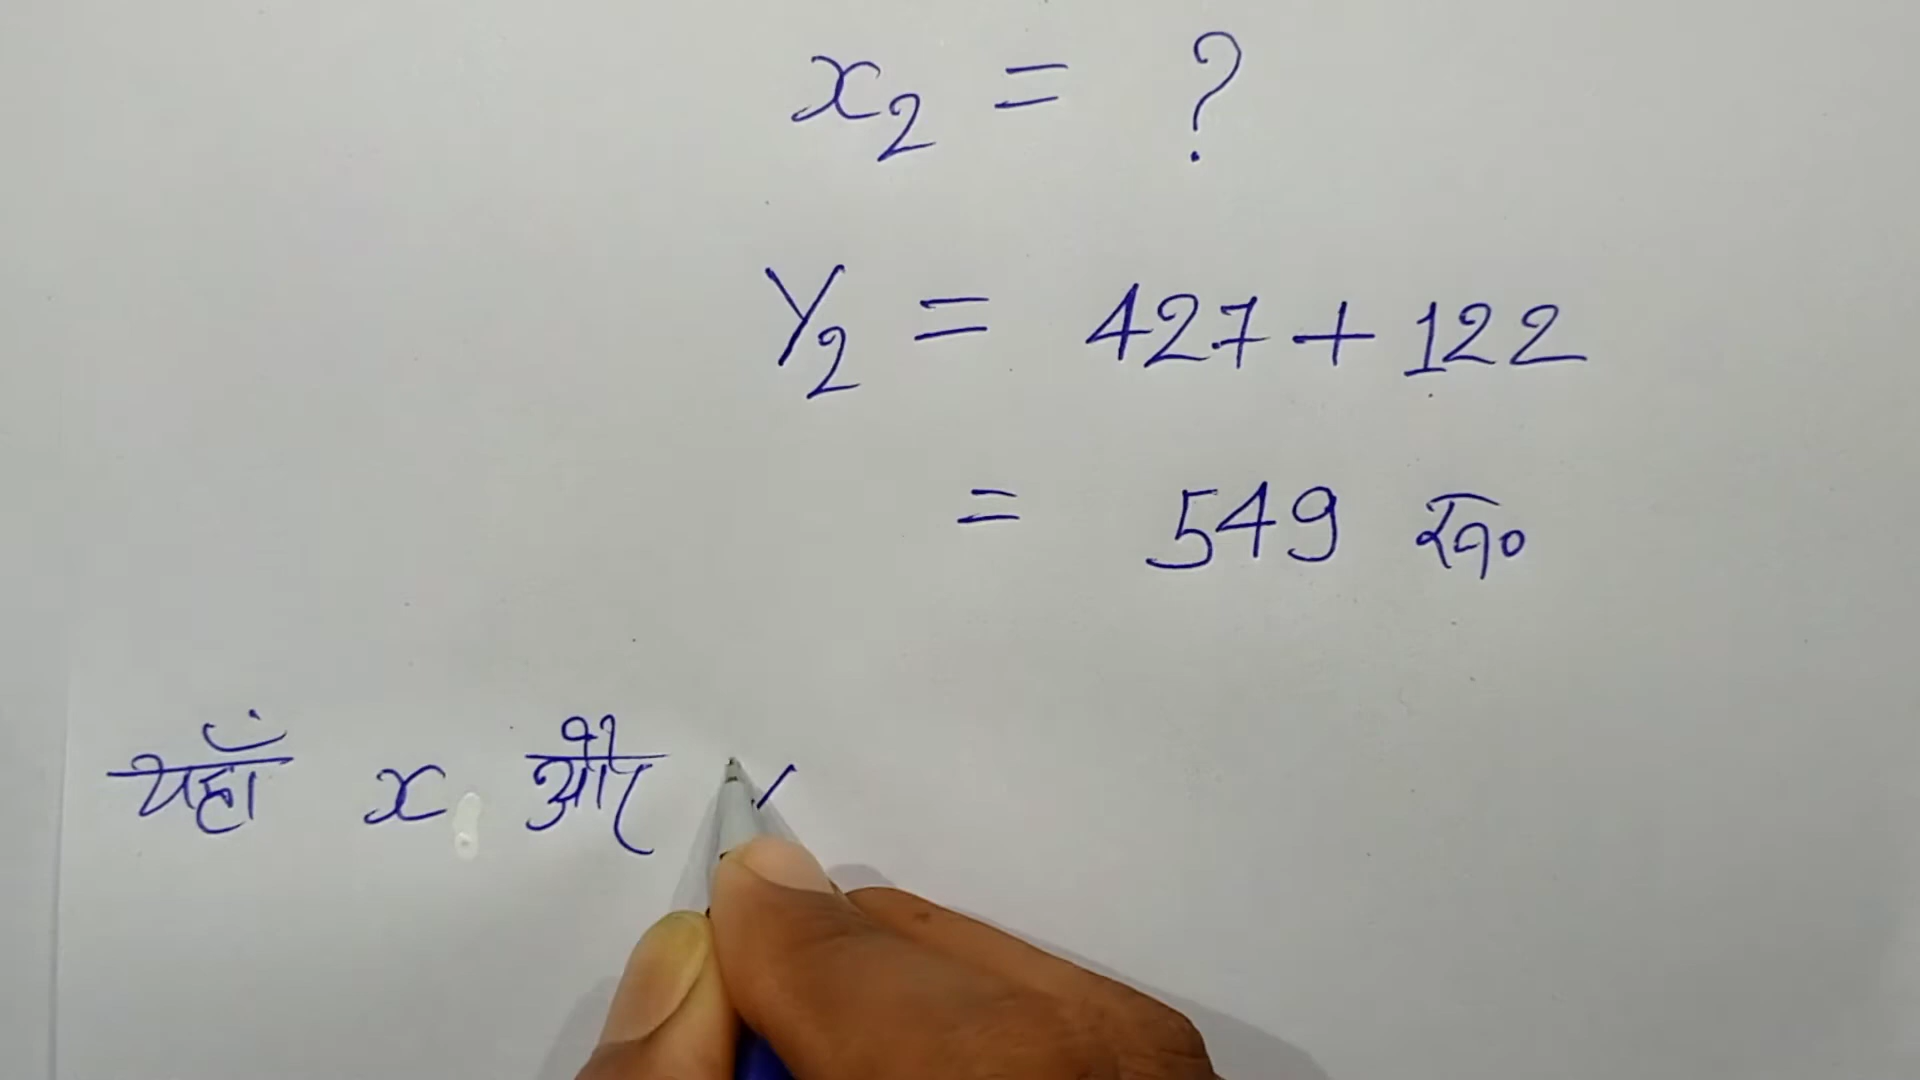 x₂ = ?
Y₂ = 427 + 122
= 549 रू०
यहाँ x और